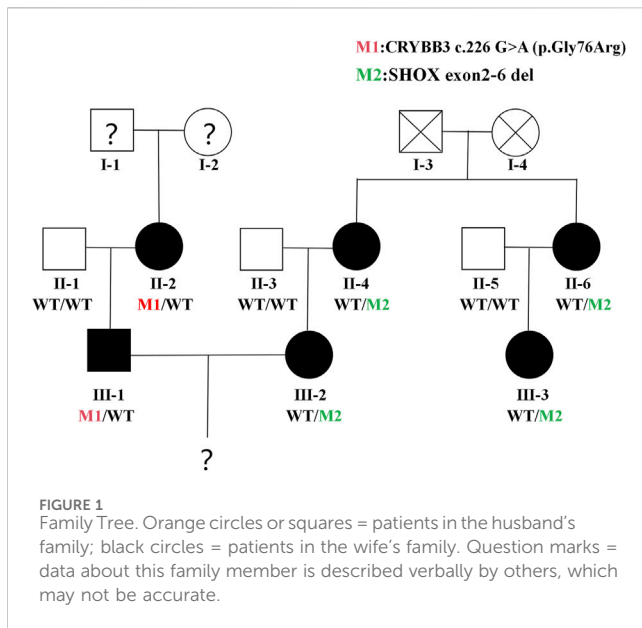 M1:CRYBB3 c.226 G>A (p.Gly76Arg)
M2:SHOX exon2-6 del
? ?
I-1 I-2 I-3 I-4
II-1 II-2 II-3 II-4 II-5 II-6
WT/WT M1/WT WT/WT WT/M2 WT/WT WT/M2
III-1 III-2 III-3
M1/WT WT/M2 WT/M2
?
FIGURE 1
Family Tree. Orange circles or squares = patients in the husband's
family; black circles = patients in the wife's family. Question marks =
data about this family member is described verbally by others, which
may not be accurate.